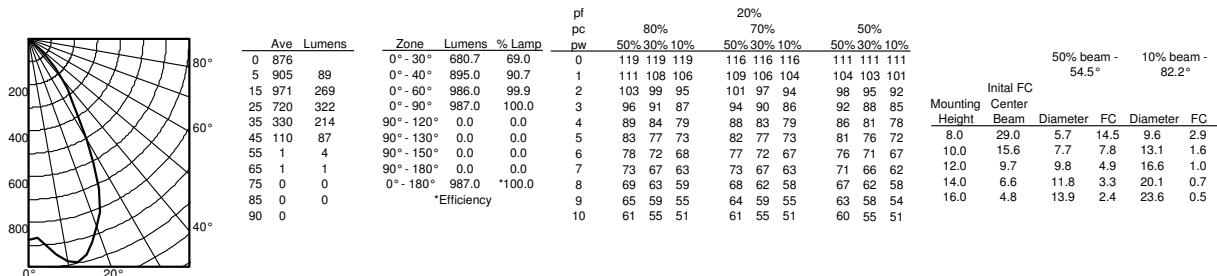 80°
60°
40°
20°
0°
200
400
600
800
Ave Lumens
0 876
5 905 89
15 971 269
25 720 322
35 330 214
45 110 87
55 1 4
65 1 1
75 0 0
85 0 0
90 0
Zone Lumens % Lamp
0° - 30° 680.7 69.0
0° - 40° 895.0 90.7
0° - 60° 986.0 99.9
0° - 90° 987.0 100.0
90° - 120° 0.0 0.0
90° - 130° 0.0 0.0
90° - 150° 0.0 0.0
90° - 180° 0.0 0.0
0° - 180° 987.0 *100.0
*Efficiency
pf 20%
pc 80% 70% 50%
pw 50% 30% 10% 50% 30% 10% 50% 30% 10%
0 119 119 119 116 116 116 111 111 111
1 111 108 106 109 106 104 104 103 101
2 103 99 95 101 97 94 98 95 92
3 96 91 87 94 90 86 92 88 85
4 89 84 79 88 83 79 86 81 78
5 83 77 73 82 77 73 81 76 72
6 78 72 68 77 72 67 76 71 67
7 73 67 63 73 67 63 71 66 62
8 69 63 59 68 62 58 67 62 58
9 65 59 55 64 59 55 63 58 54
10 61 55 51 61 55 51 60 55 51
50% beam - 10% beam -
54.5° 82.2°
Inital FC
Mounting Center
Height Beam Diameter FC Diameter FC
8.0 29.0 5.7 14.5 9.6 2.9
10.0 15.6 7.7 7.8 13.1 1.6
12.0 9.7 9.8 4.9 16.6 1.0
14.0 6.6 11.8 3.3 20.1 0.7
16.0 4.8 13.9 2.4 23.6 0.5